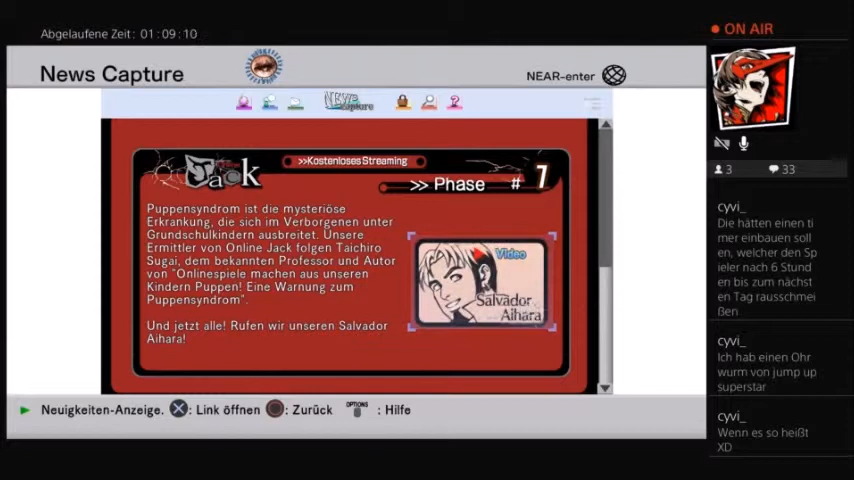 Abgelaufene Zeit: 01:09:10
ON AIR
News Capture
NEAR-enter
NEWS capture
>>KostenlosesStreaming
Jack
>> Phase # 7
Puppensyndrom ist die mysteriöse
Erkrankung, die sich im Verborgenen unter
Grundschulkindern ausbreitet. Unsere
Ermittler von Online Jack folgen Taichiro
Sugai, dem bekannten Professor und Autor
von "Onlinespiele machen aus unseren
Kindern Puppen! Eine Warnung zum
Puppensyndrom".
Und jetzt alle! Rufen wir unseren Salvador
Aihara!
Video
Salvador
Aihara
Neuigkeiten-Anzeige. : Link öffnen : Zurück OPTIONS : Hilfe
3 33
cyvi_
Die hätten einen ti
mer einbauen soll
en, welcher den Sp
ieler nach 6 Stund
en bis zum nächst
en Tag rausschmei
ßen
cyvi_
Ich hab einen Ohr
wurm von jump up
superstar
cyvi_
Wenn es so heißt
XD